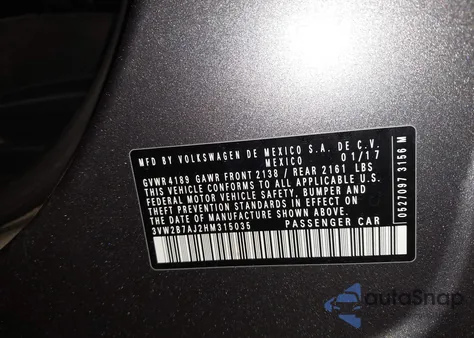 MFD BY VOLKSWAGEN DE MEXICO S.A. DE C.V.
MEXICO 01/17
GVWR 4189 GAWR FRONT 2138 / REAR 2161 LBS
THIS VEHICLE CONFORMS TO ALL APPLICABLE U.S.
FEDERAL MOTOR VEHICLE SAFETY, BUMPER AND
THEFT PREVENTION STANDARDS IN EFFECT ON
THE DATE OF MANUFACTURE SHOWN ABOVE.
3VW2B7AJ2HM315035 PASSENGER CAR
10527097 3156 M
autoSnap